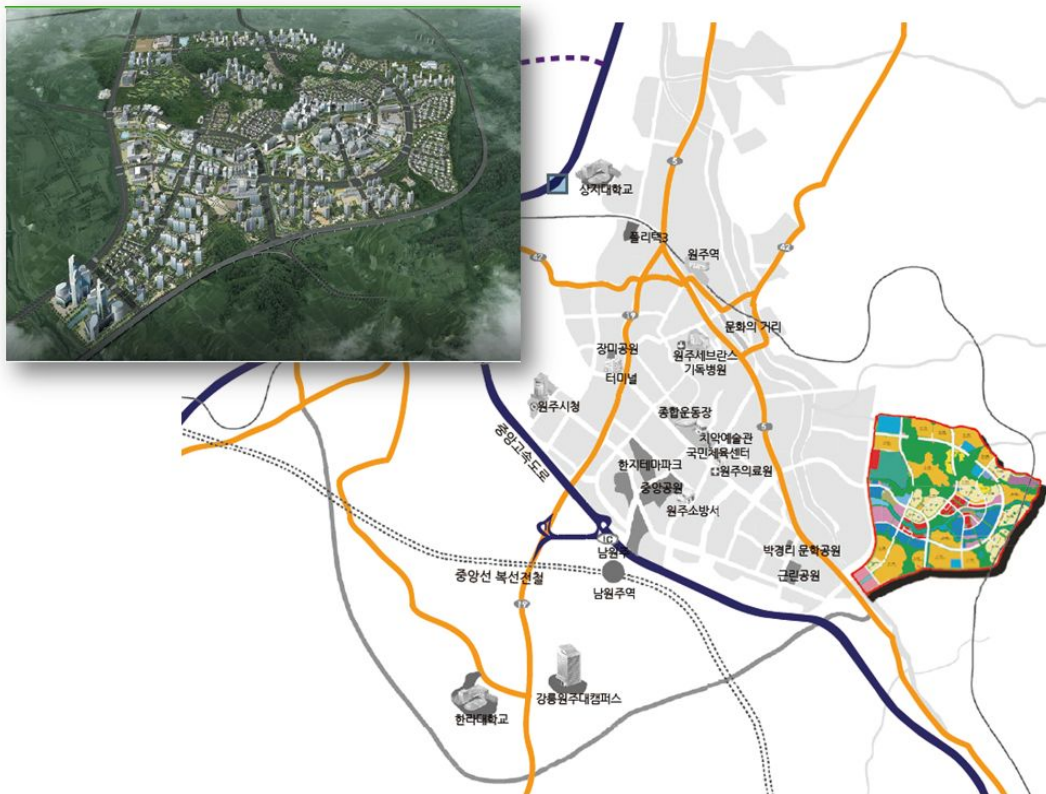 5
상지대학교
폴리텍3
42
원주역
42
19
문화의 거리
장미공원
원주세브란스
기독병원
터미널
원주시청
종합운동장
5
치악예술관
국민체육센터
중앙고속도로
한지테마파크
원주의료원
중앙공원
원주소방서
IC
남원주
박경리 문학공원
중앙선 복선전철
근린공원
남원주역
19
강릉원주대캠퍼스
한라대학교